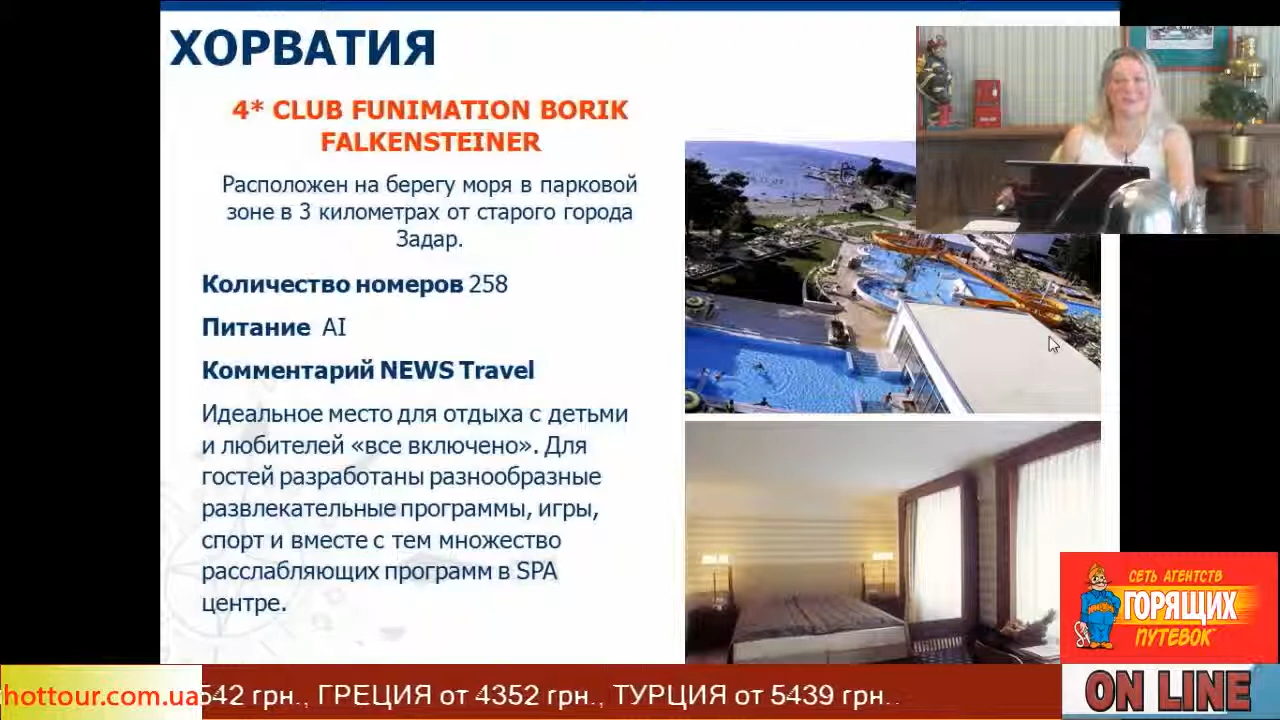 ХОРВАТИЯ
4* CLUB FUNIMATION BORIK
FALKENSTEINER
Расположен на берегу моря в парковой
зоне в 3 километрах от старого города
Задар.
Количество номеров 258
Питание AI
Комментарий NEWS Travel
Идеальное место для отдыха с детьми
и любителей «все включено». Для
гостей разработаны разнообразные
развлекательные программы, игры,
спорт и вместе с тем множество
расслабляющих программ в SPA
центре.
СЕТЬ АГЕНТСТВ
ГОРЯЩИХ
ПУТЕВОК
hottour.com.ua
542 грн., ГРЕЦИЯ от 4352 грн., ТУРЦИЯ от 5439 грн..
ON LINE